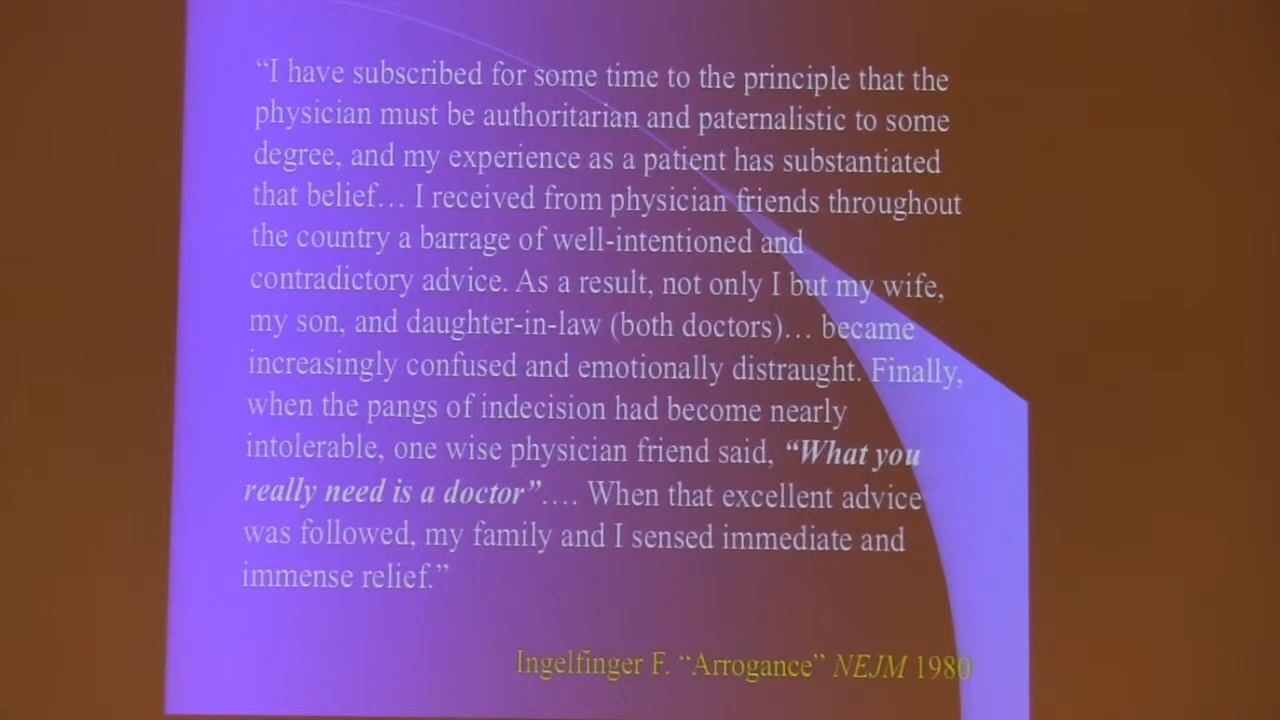 “I have subscribed for some time to the principle that the
physician must be authoritarian and paternalistic to some
degree, and my experience as a patient has substantiated
that belief… I received from physician friends throughout
the country a barrage of well-intentioned and
contradictory advice. As a result, not only I but my wife,
my son, and daughter-in-law (both doctors)… became
increasingly confused and emotionally distraught. Finally,
when the pangs of indecision had become nearly
intolerable, one wise physician friend said, “What you
really need is a doctor”…. When that excellent advice
was followed, my family and I sensed immediate and
immense relief.”
Ingelfinger F. “Arrogance” NEJM 1980